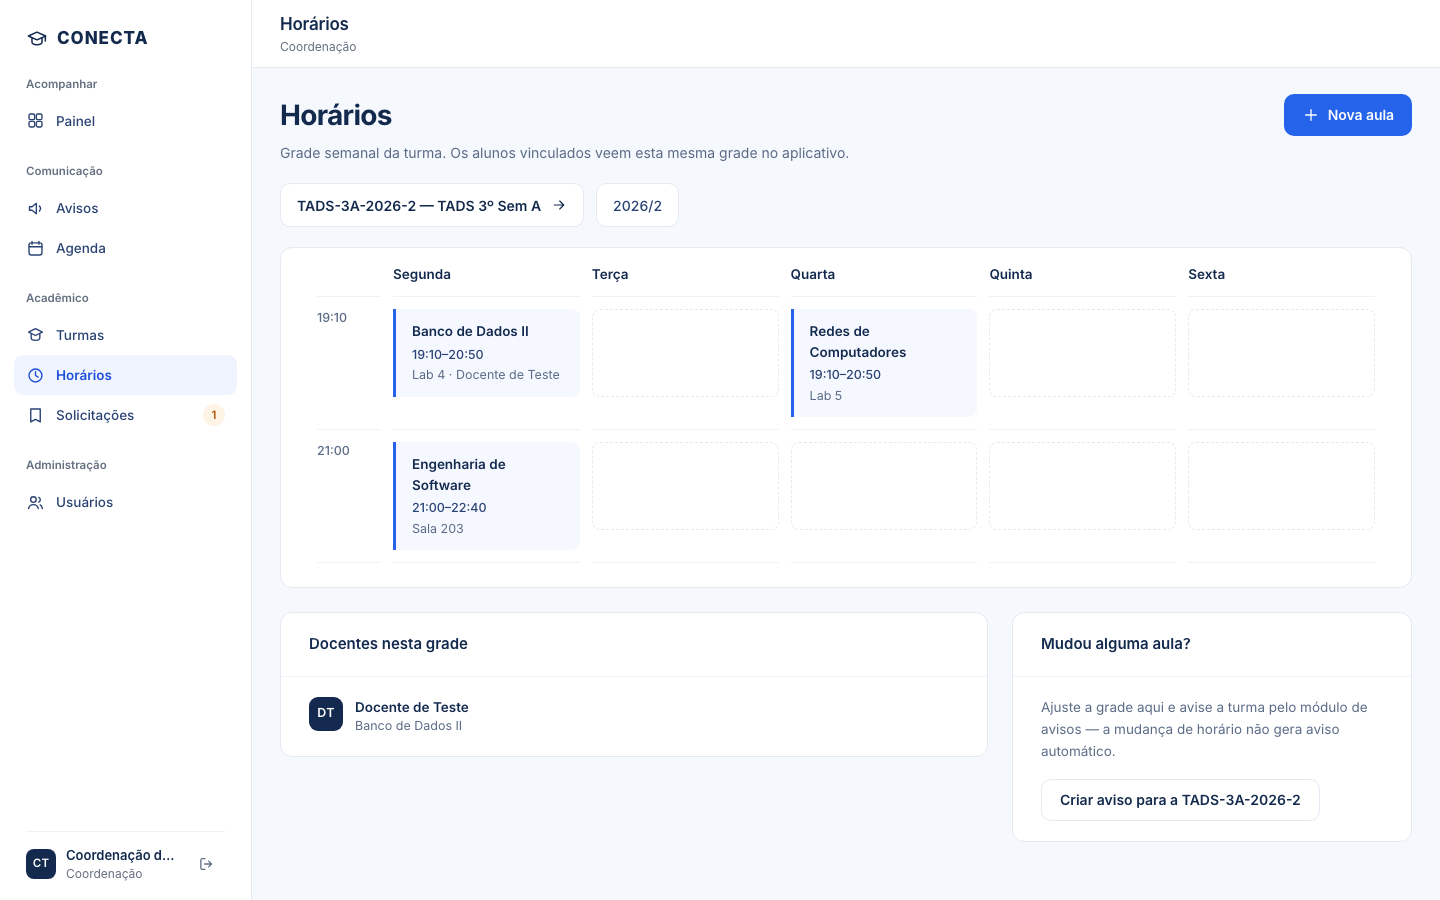 CONECTA
Acompanhar
Painel
Comunicação
Avisos
Agenda
Acadêmico
Turmas
Horários
Solicitações 1
Administração
Usuários
CT
Coordenação d...
Coordenação
Horários
Coordenação
Horários
Nova aula
Grade semanal da turma. Os alunos vinculados veem esta mesma grade no aplicativo.
TADS-3A-2026-2 — TADS 3º Sem A
2026/2
Segunda Terça Quarta Quinta Sexta
19:10
Banco de Dados II
19:10–20:50
Lab 4 · Docente de Teste
Redes de
Computadores
19:10–20:50
Lab 5
21:00
Engenharia de
Software
21:00–22:40
Sala 203
Docentes nesta grade
DT
Docente de Teste
Banco de Dados II
Mudou alguma aula?
Ajuste a grade aqui e avise a turma pelo módulo de
avisos — a mudança de horário não gera aviso
automático.
Criar aviso para a TADS-3A-2026-2